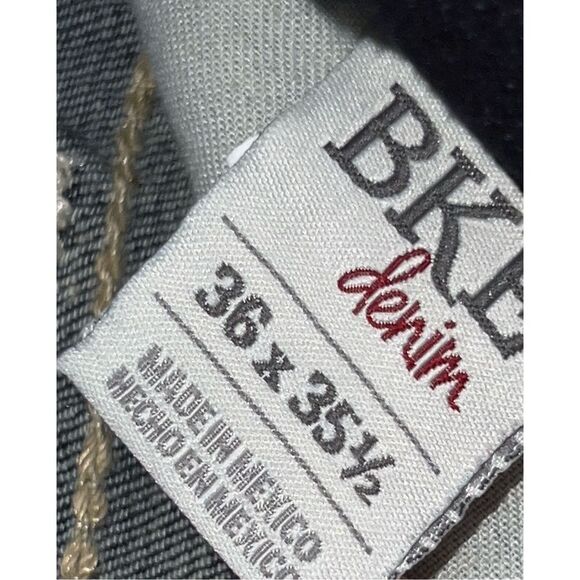 BKE
denim
36 x 35½
MADE IN MEXICO
HECHO EN MEXICO